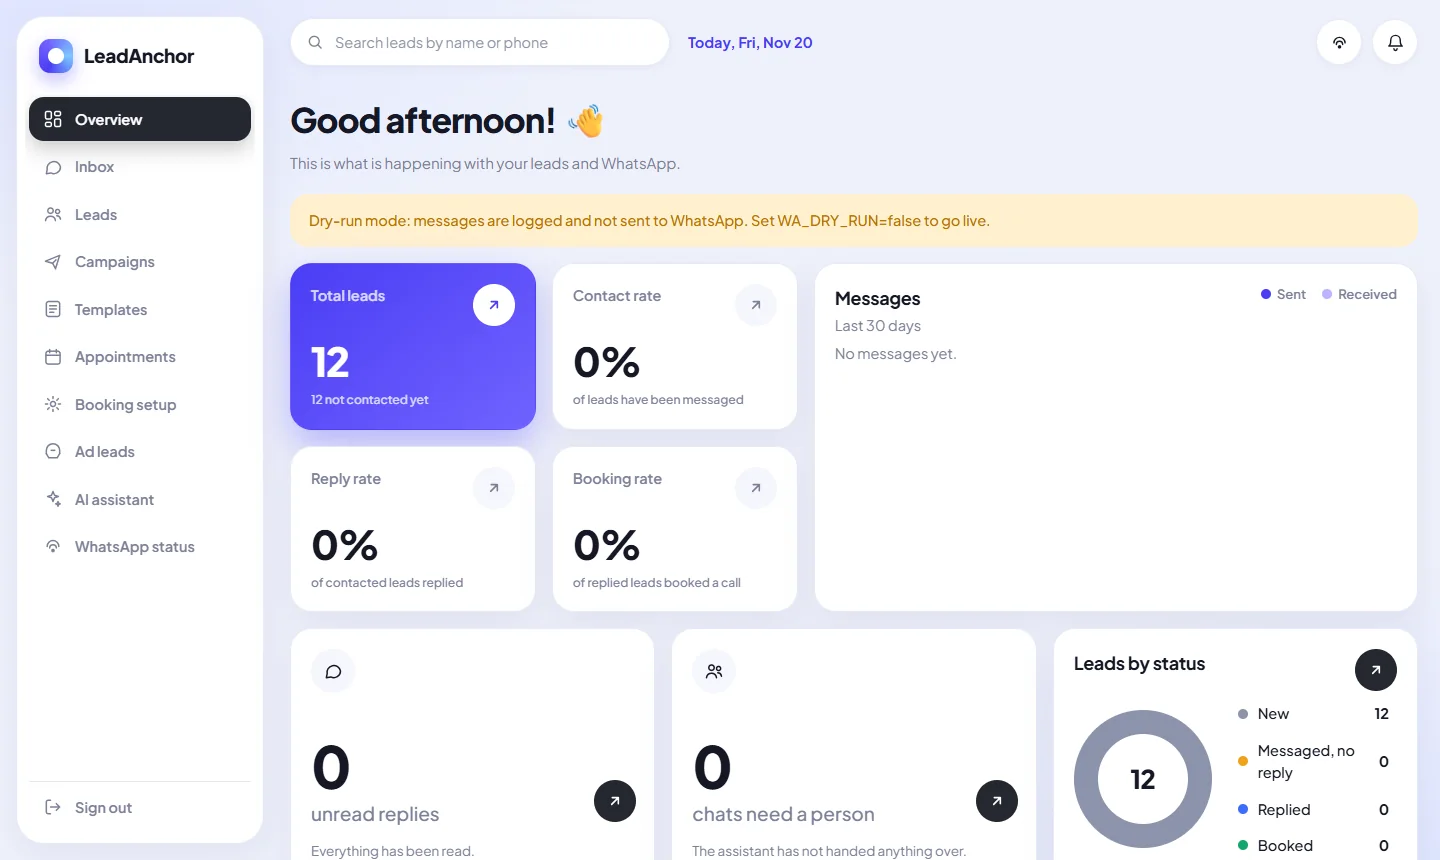 LeadAnchor
Overview
Inbox
Leads
Campaigns
Templates
Appointments
Booking setup
Ad leads
AI assistant
WhatsApp status
Sign out
Search leads by name or phone
Today, Fri, Nov 20
Good afternoon! 👋
This is what is happening with your leads and WhatsApp.
Dry-run mode: messages are logged and not sent to WhatsApp. Set WA_DRY_RUN=false to go live.
Total leads
12
12 not contacted yet
Contact rate
0%
of leads have been messaged
Reply rate
0%
of contacted leads replied
Booking rate
0%
of replied leads booked a call
Messages
Sent
Received
Last 30 days
No messages yet.
0
unread replies
Everything has been read.
0
chats need a person
The assistant has not handed anything over.
Leads by status
12
New 12
Messaged, no
reply 0
Replied 0
Booked 0